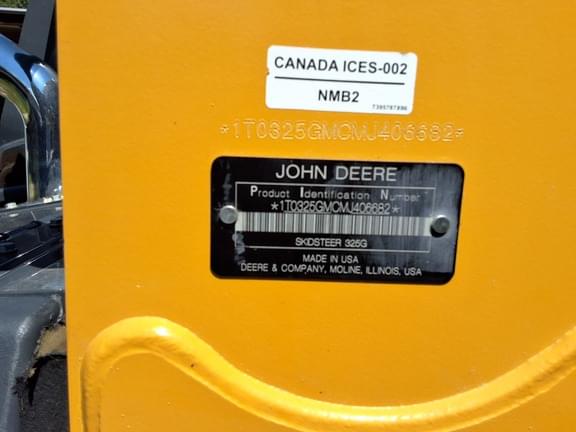 CANADA ICES-002
NMB2
*1T0325GMCMJ406682*
JOHN DEERE
Product Identification Number
*1T0325GMCMJ406682*
SKIDSTEER 325G
MADE IN USA
DEERE & COMPANY, MOLINE, ILLINOIS, USA